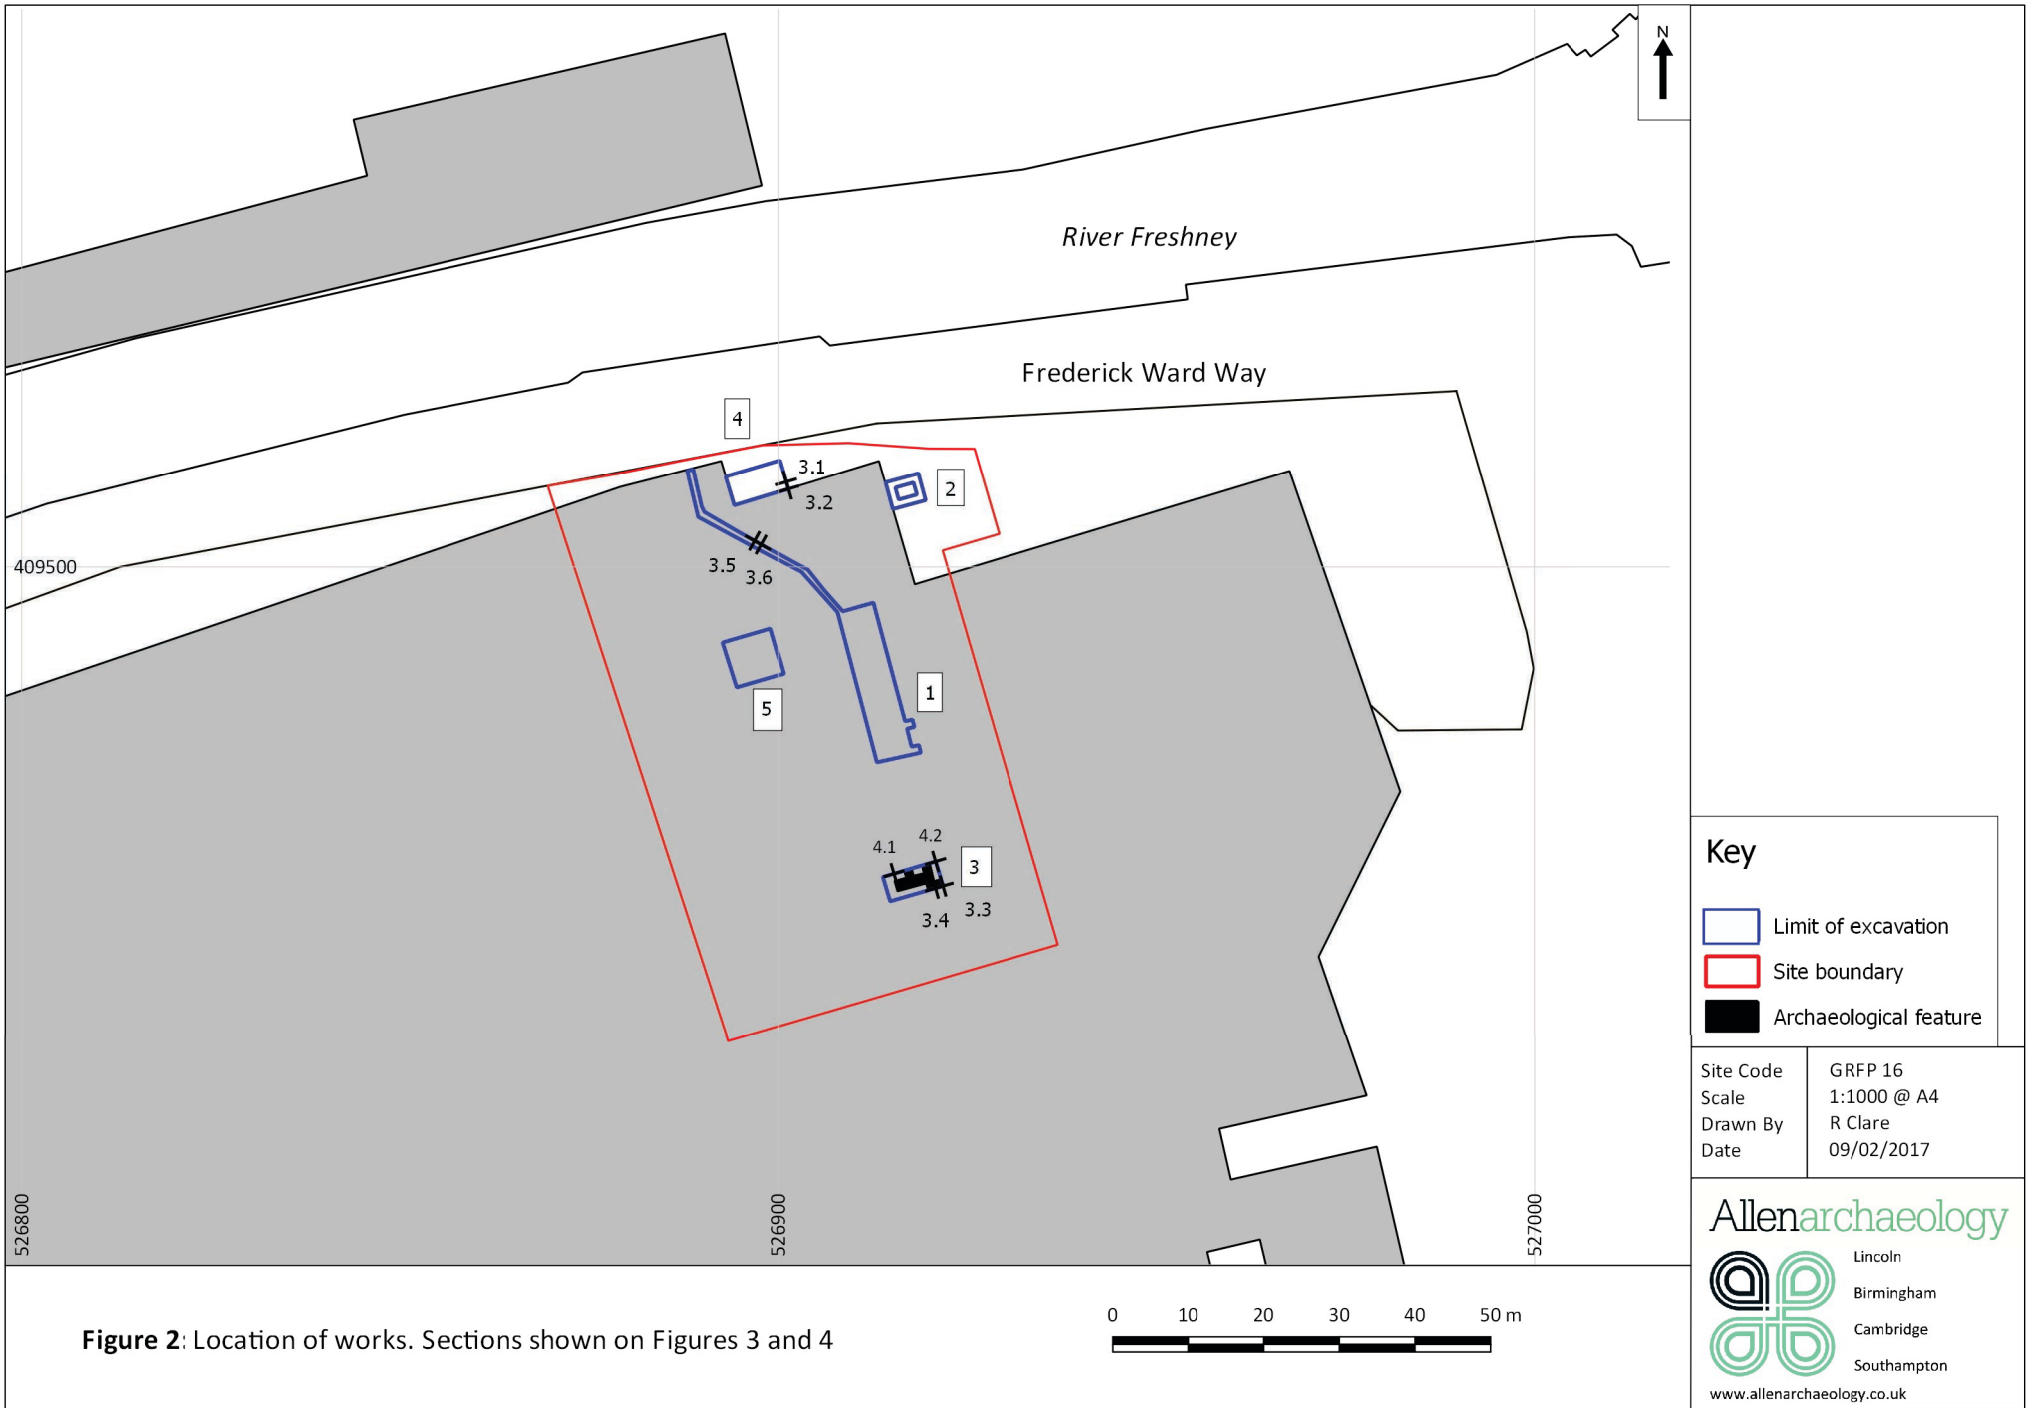 N
River Freshney
Frederick Ward Way
4
3.1
3.2
2
3.5
3.6
409500
1
5
4.1
4.2
3
3.3
3.4
526800
526900
527000
Key
Limit of excavation
Site boundary
Archaeological feature
Site Code GRFP 16
Scale 1:1000 @ A4
Drawn By R Clare
Date 09/02/2017
Allenarchaeology
Lincoln
Birmingham
Cambridge
Southampton
www.allenarchaeology.co.uk
0 10 20 30 40 50 m
Figure 2: Location of works. Sections shown on Figures 3 and 4